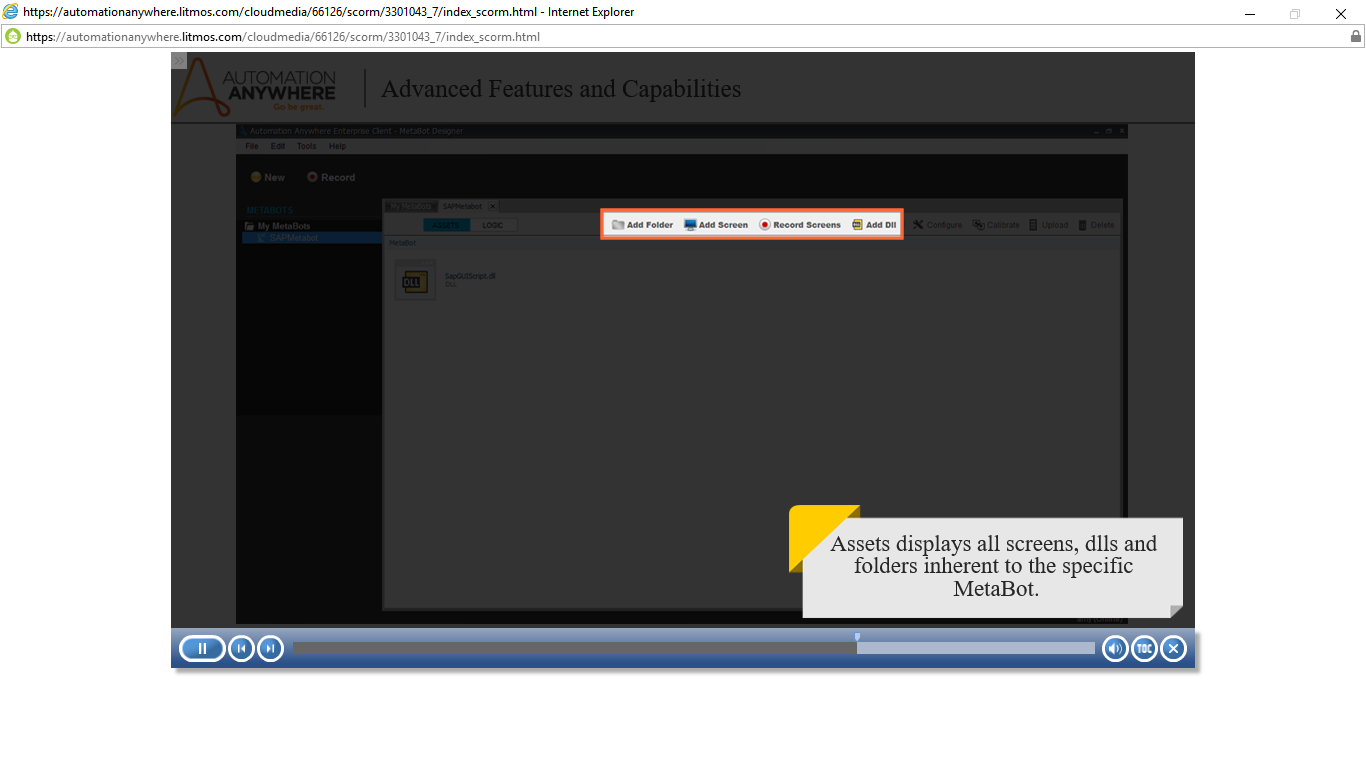 https://automationanywhere.litmos.com/cloudmedia/66126/scorm/3301043_7/index_scorm.html - Internet Explorer
https://automationanywhere.litmos.com/cloudmedia/66126/scorm/3301043_7/index_scorm.html
AUTOMATION
ANYWHERE
Go be great.
Advanced Features and Capabilities
Automation Anywhere Enterprise Client - MetaBot Designer
File Edit Tools Help
New Record
METABOTS
My MetaBots
SAPMetabot
My MetaBots SAPMetabot
ASSETS LOGIC Add Folder Add Screen Record Screens Add Dll Configure Calibrate Upload Delete
MetaBot
DLL
SapGUIScript.dll
DLL
Assets displays all screens, dlls and
folders inherent to the specific
MetaBot.
TOC